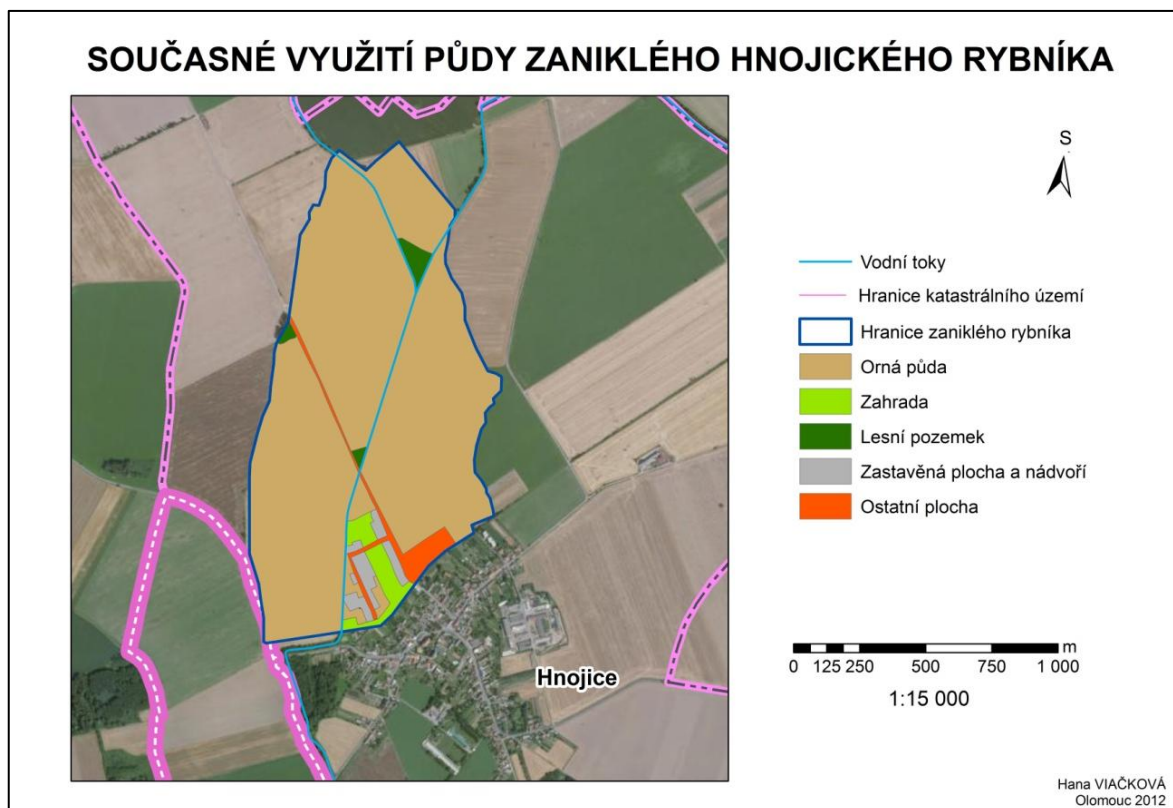 SOUČASNÉ VYUŽITÍ PŮDY ZANIKLÉHO HNOJICKÉHO RYBNÍKA
S
Vodní toky
Hranice katastrálního území
Hranice zaniklého rybníka
Orná půda
Zahrada
Lesní pozemek
Zastavěná plocha a nádvoří
Ostatní plocha
Hnojice
m
0 125 250 500 750 1 000
1:15 000
Hana VIAČKOVÁ
Olomouc 2012